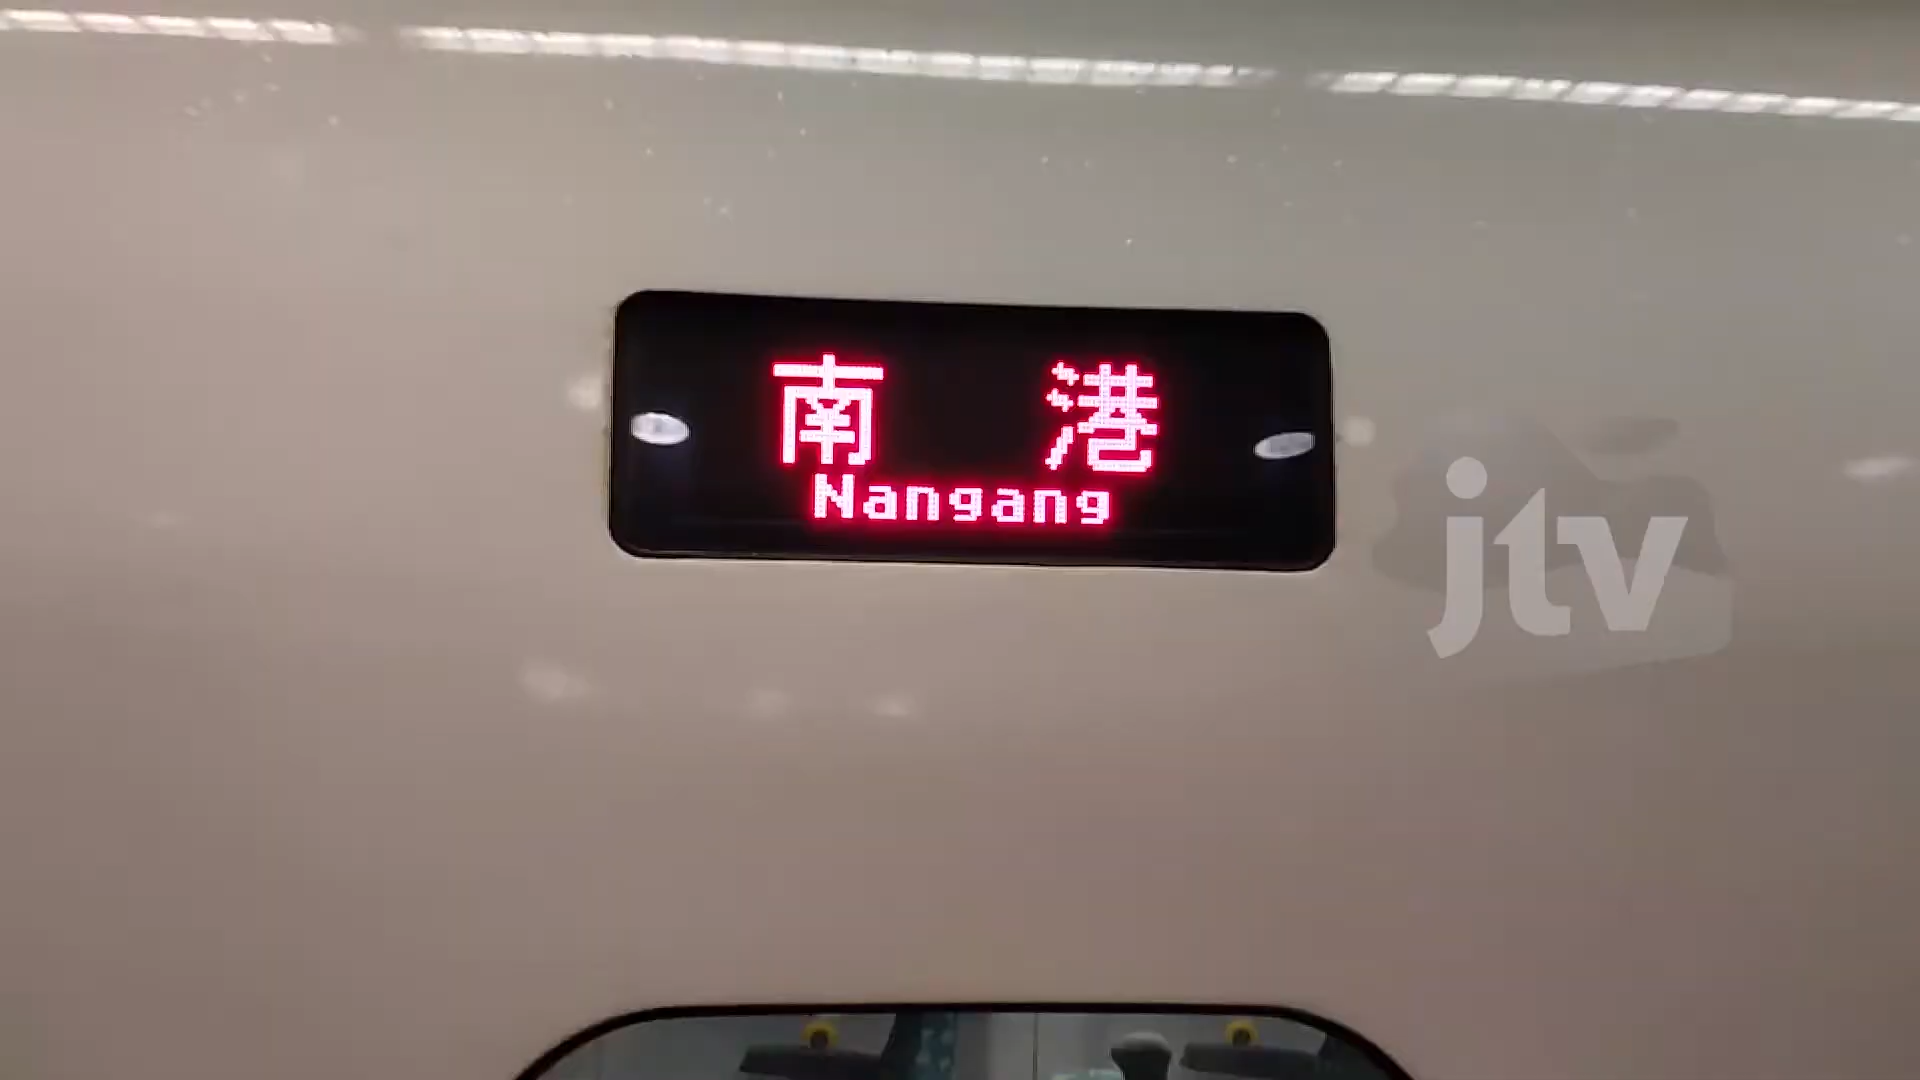 南 港
Nangang
jtv